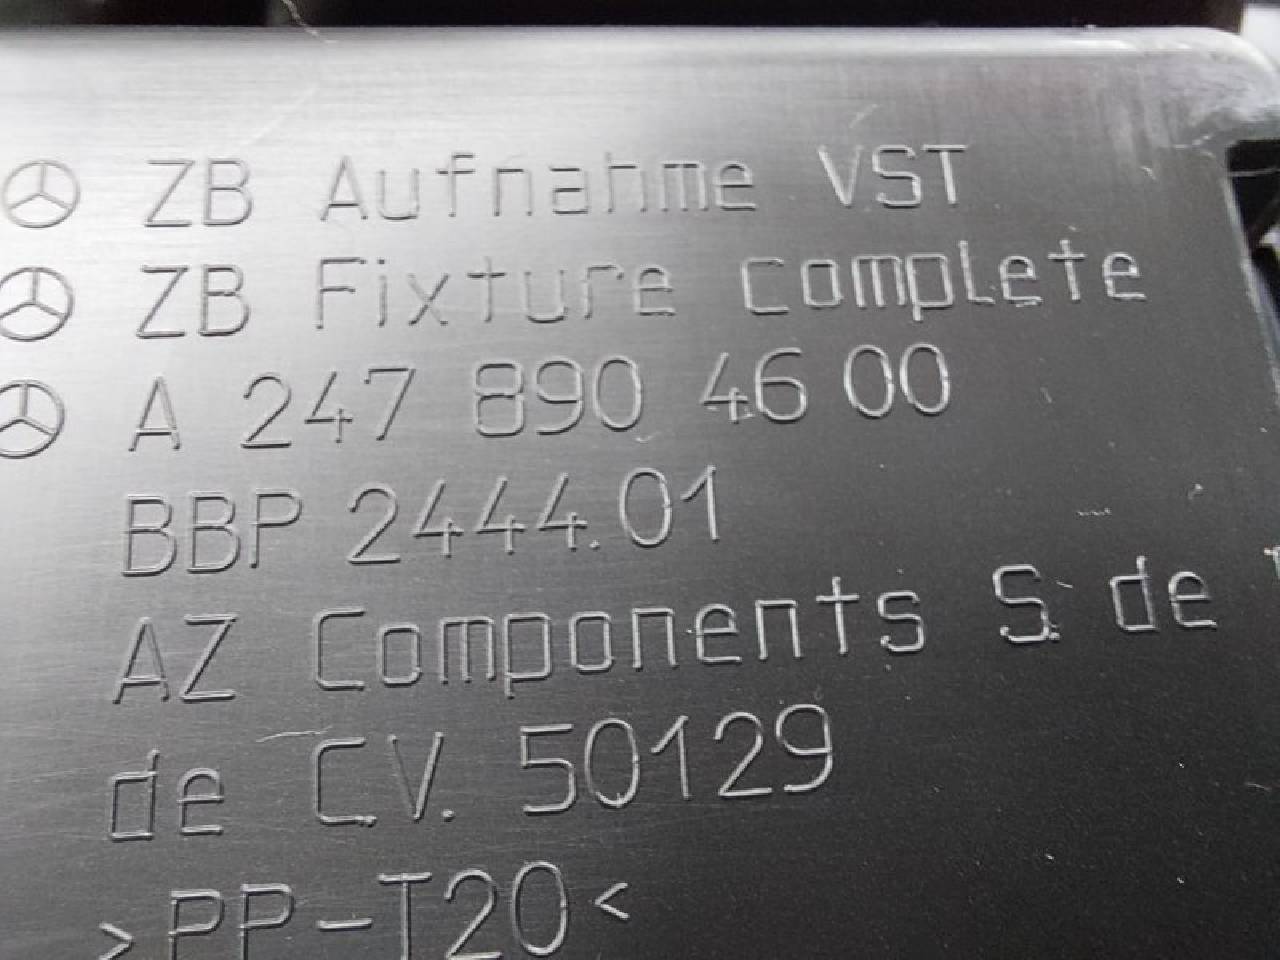 ZB Aufnahme VST
ZB Fixture complete
A 247 890 46 00
BBP 2444.01
AZ Components S. de
de C.V. 50129
>PP-T20<